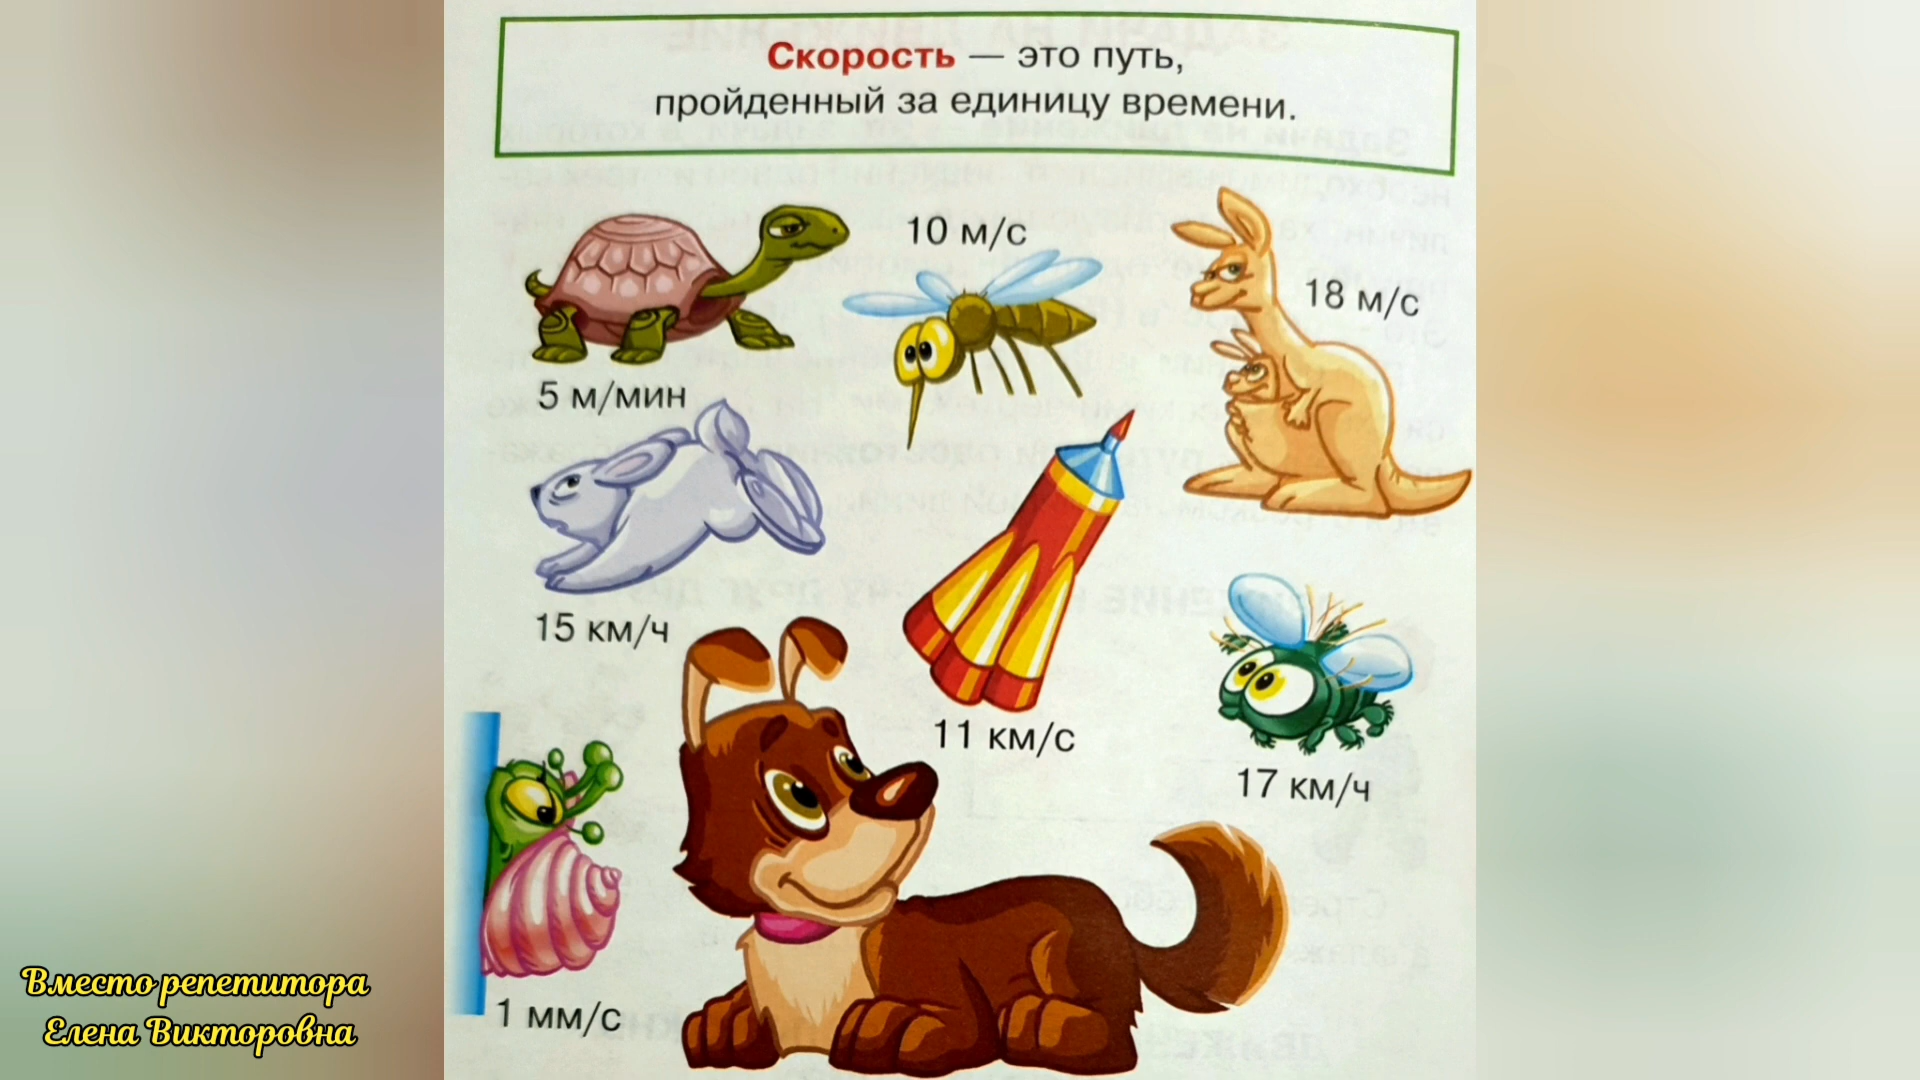 Скорость — это путь,
пройденный за единицу времени.
10 м/с
18 м/с
5 м/мин
15 км/ч
11 км/с
17 км/ч
1 мм/с
Вместо репетитора
Елена Викторовна